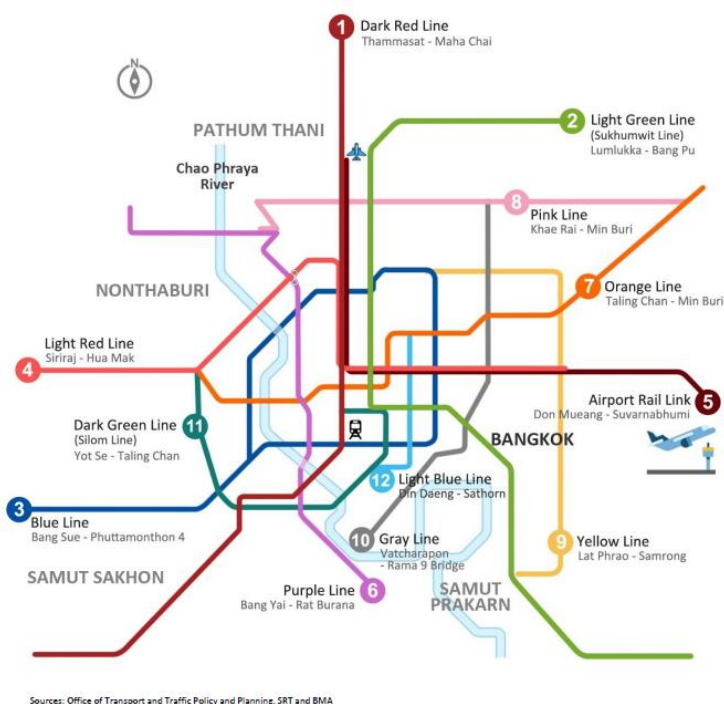 1
Dark Red Line
Thammasat - Maha Chai
N
2
Light Green Line
(Sukhumwit Line)
Lumlukka - Bang Pu
PATHUM THANI
Chao Phraya
River
8
Pink Line
Khae Rai - Min Buri
NONTHABURI
7
Orange Line
Taling Chan - Min Buri
Light Red Line
Siriraj - Hua Mak
4
Airport Rail Link
5
Don Mueang - Suvarnabhumi
Dark Green Line
11
(Silom Line)
Yot Se - Taling Chan
BANGKOK
12
Light Blue Line
Din Daeng - Sathorn
3
Blue Line
Bang Sue - Phuttamonthon 4
10
Gray Line
Vatcharapon
- Rama 9 Bridge
9
Yellow Line
Lat Phrao - Samrong
SAMUT SAKHON
Purple Line
6
Bang Yai - Rat Burana
SAMUT
PRAKARN
Sources: Office of Transport and Traffic Policy and Planning, SRT and BMA